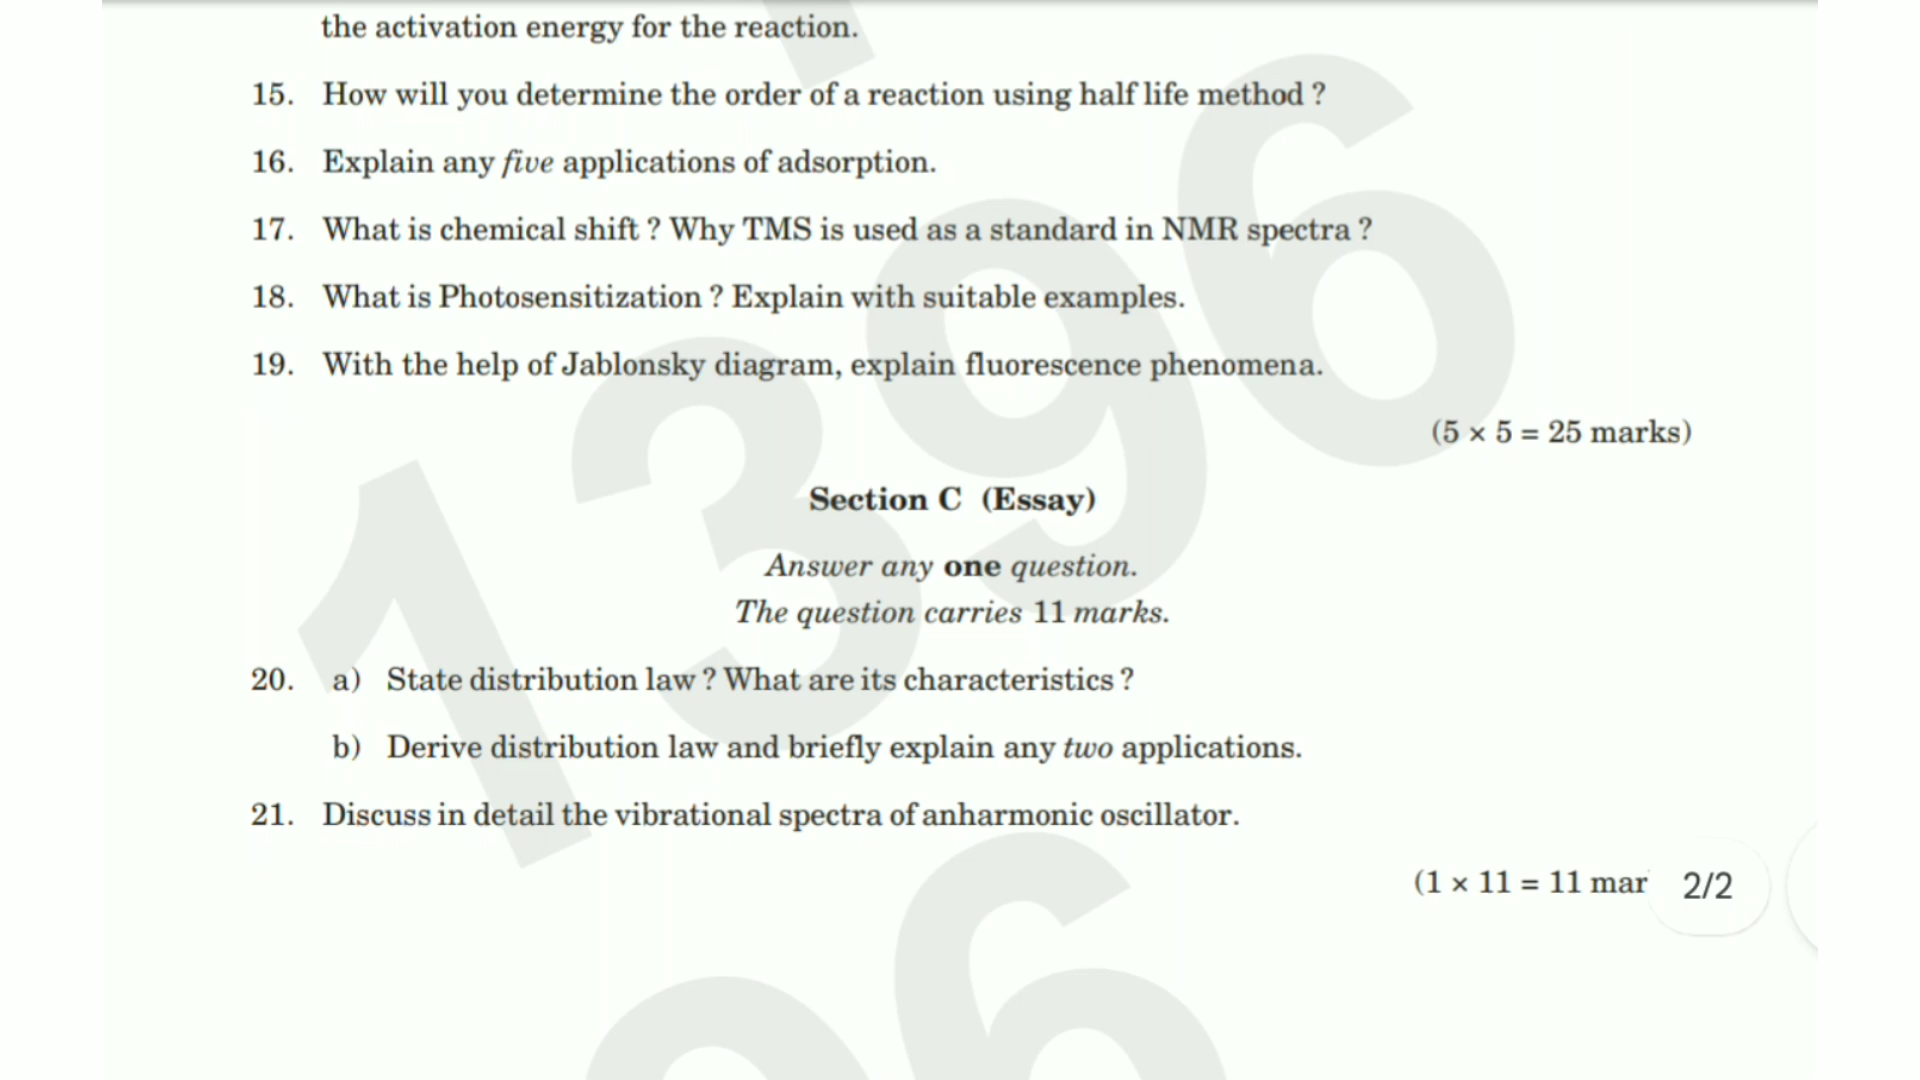 the activation energy for the reaction.
15. How will you determine the order of a reaction using half life method ?
16. Explain any five applications of adsorption.
17. What is chemical shift ? Why TMS is used as a standard in NMR spectra ?
18. What is Photosensitization ? Explain with suitable examples.
19. With the help of Jablonsky diagram, explain fluorescence phenomena.
(5 × 5 = 25 marks)
Section C (Essay)
Answer any one question.
The question carries 11 marks.
20. a) State distribution law ? What are its characteristics ?
b) Derive distribution law and briefly explain any two applications.
21. Discuss in detail the vibrational spectra of anharmonic oscillator.
(1 × 11 = 11 mar
2/2
1396